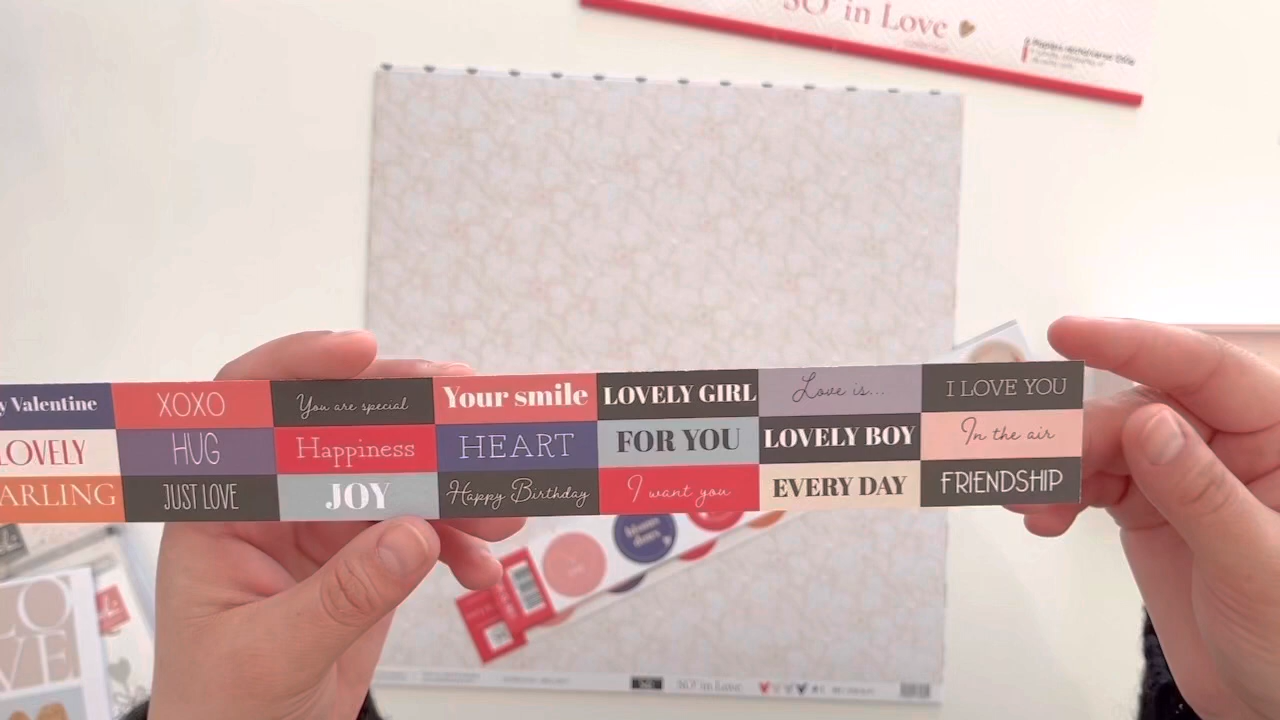 SO' in Love
y Valentine
XOXO
You are special
Your smile
LOVELY GIRL
Love is...
I LOVE YOU
LOVELY
HUG
Happiness
HEART
FOR YOU
LOVELY BOY
In the air
ARLING
JUST LOVE
JOY
Happy Birthday
I want you
EVERY DAY
FRIENDSHIP
LO
VE
SO' in Love